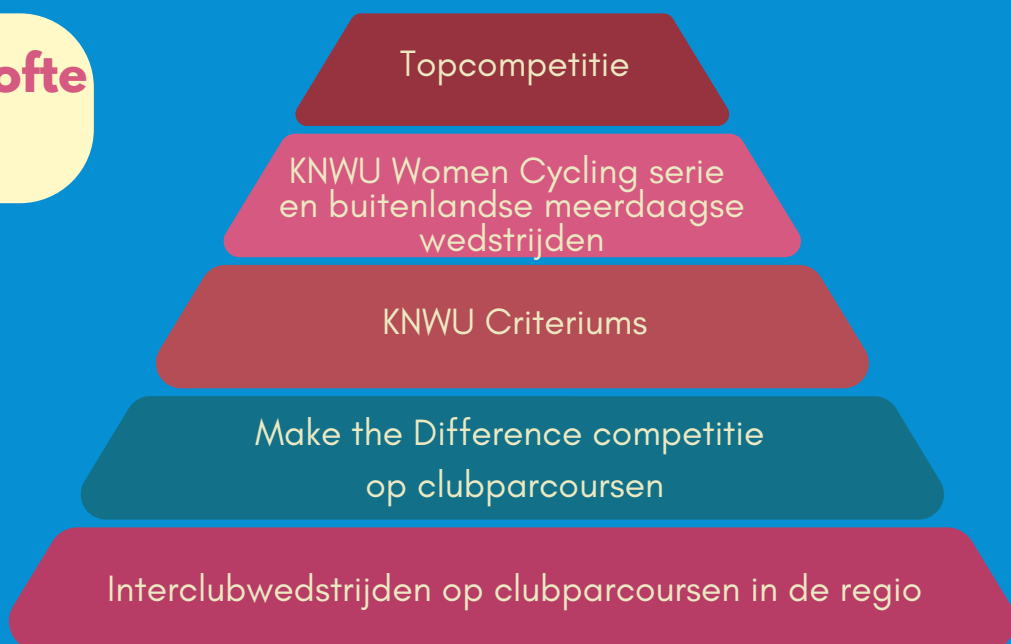 Topcompetitie
ofte
KNWU Women Cycling serie
en buitenlandse meerdaagse
wedstrijden
KNWU Criteriums
Make the Difference competitie
op clubparcoursen
Interclubwedstrijden op clubparcoursen in de regio